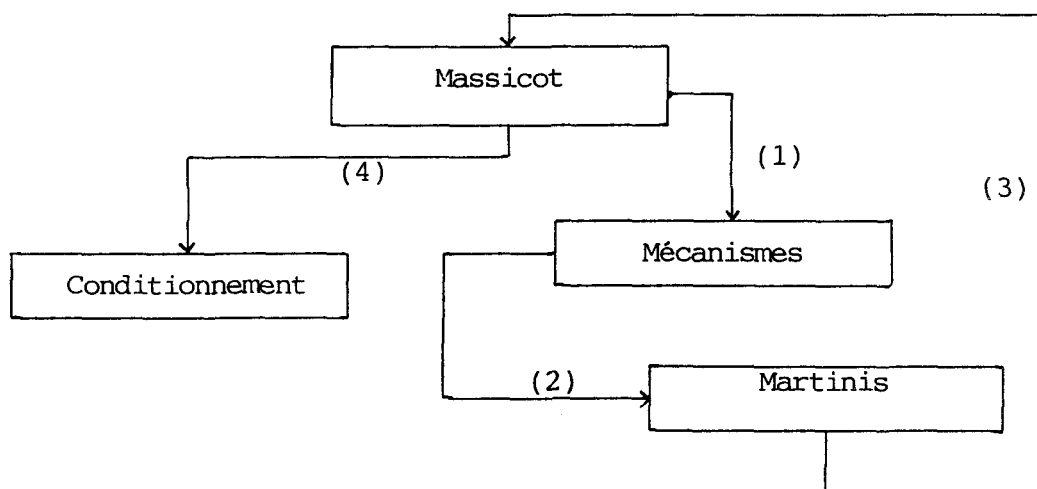 Massicot
(4)
(1)
(3)
Mécanismes
Conditionnement
(2)
Martinis